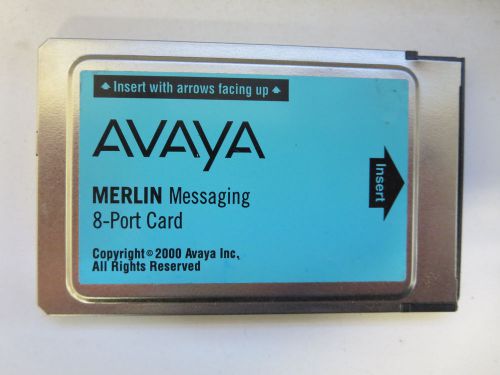 ▲ Insert with arrows facing up ▲
AVAYA
MERLIN Messaging
8-Port Card
Insert
Copyright © 2000 Avaya Inc,
All Rights Reserved